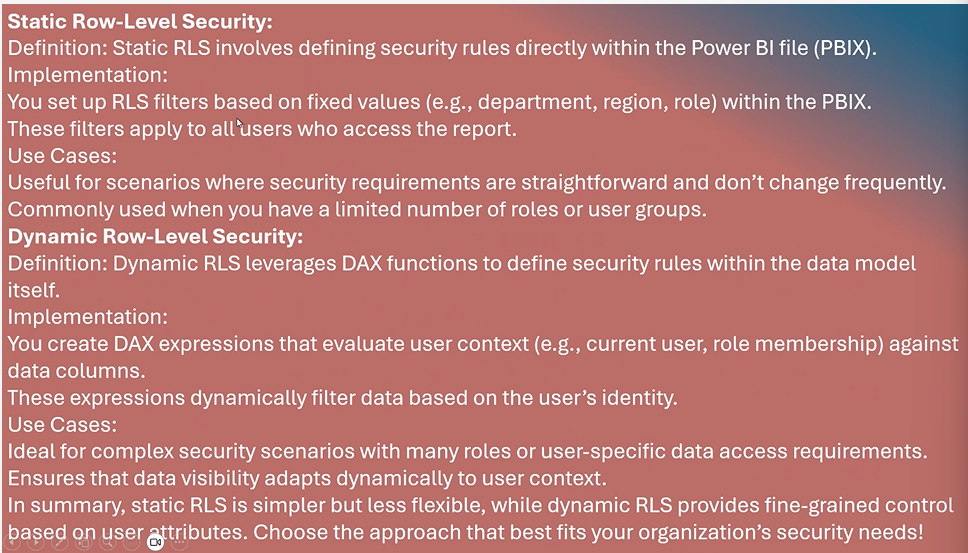 Static Row-Level Security:
Definition: Static RLS involves defining security rules directly within the Power BI file (PBIX).
Implementation:
You set up RLS filters based on fixed values (e.g., department, region, role) within the PBIX.
These filters apply to all users who access the report.
Use Cases:
Useful for scenarios where security requirements are straightforward and don’t change frequently.
Commonly used when you have a limited number of roles or user groups.
Dynamic Row-Level Security:
Definition: Dynamic RLS leverages DAX functions to define security rules within the data model
itself.
Implementation:
You create DAX expressions that evaluate user context (e.g., current user, role membership) against
data columns.
These expressions dynamically filter data based on the user’s identity.
Use Cases:
Ideal for complex security scenarios with many roles or user-specific data access requirements.
Ensures that data visibility adapts dynamically to user context.
In summary, static RLS is simpler but less flexible, while dynamic RLS provides fine-grained control
based on user attributes. Choose the approach that best fits your organization’s security needs!